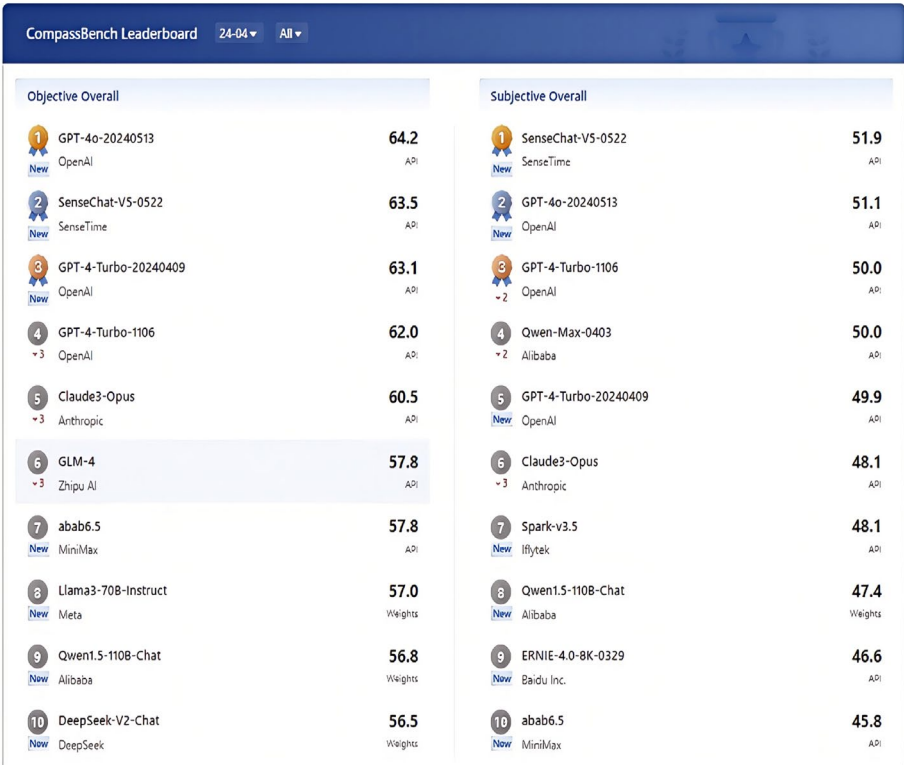 CompassBench Leaderboard 24-04 All
Objective Overall
1 GPT-4o-20240513 64.2
New OpenAI API
2 SenseChat-V5-0522 63.5
New SenseTime API
3 GPT-4-Turbo-20240409 63.1
New OpenAI API
4 GPT-4-Turbo-1106 62.0
3 OpenAI API
5 Claude3-Opus 60.5
3 Anthropic API
6 GLM-4 57.8
3 Zhipu AI API
7 abab6.5 57.8
New MiniMax API
8 Llama3-70B-Instruct 57.0
New Meta Weights
9 Qwen1.5-110B-Chat 56.8
New Alibaba Weights
10 DeepSeek-V2-Chat 56.5
New DeepSeek Weights
Subjective Overall
1 SenseChat-V5-0522 51.9
New SenseTime API
2 GPT-4o-20240513 51.1
New OpenAI API
3 GPT-4-Turbo-1106 50.0
2 OpenAI API
4 Qwen-Max-0403 50.0
2 Alibaba API
5 GPT-4-Turbo-20240409 49.9
New OpenAI API
6 Claude3-Opus 48.1
3 Anthropic API
7 Spark-v3.5 48.1
New Iflytek API
8 Qwen1.5-110B-Chat 47.4
New Alibaba Weights
9 ERNIE-4.0-8K-0329 46.6
New Baidu Inc. API
10 abab6.5 45.8
New MiniMax API